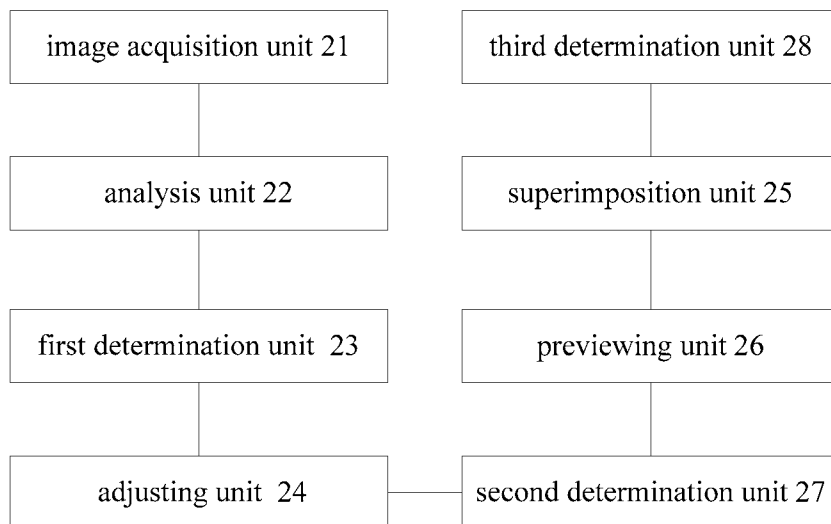 image acquisition unit 21
third determination unit 28
analysis unit 22
superimposition unit 25
first determination unit 23
previewing unit 26
adjusting unit 24
second determination unit 27